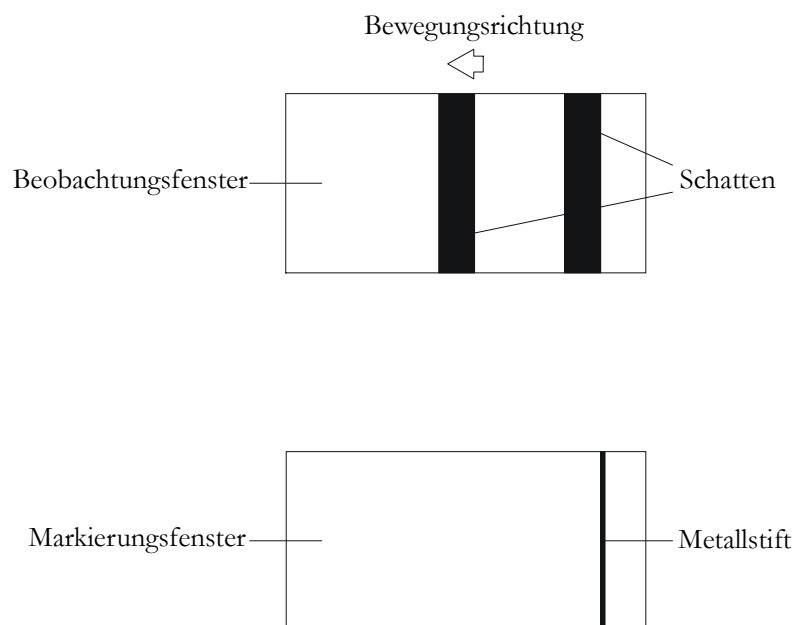 Bewegungsrichtung
Beobachtungsfenster
Schatten
Markierungsfenster
Metallstift